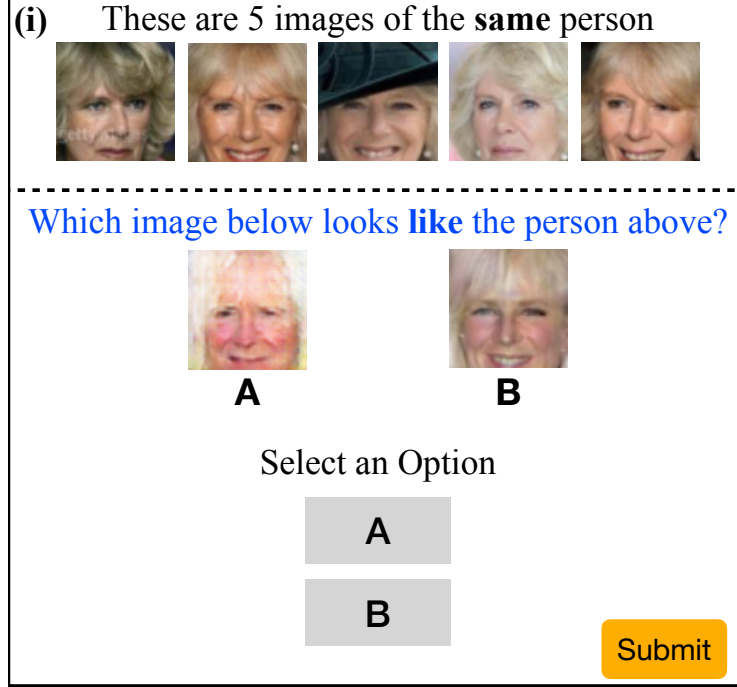 (i) These are 5 images of the same person
gettyimages
Which image below looks like the person above?
A B
Select an Option
A
B
Submit